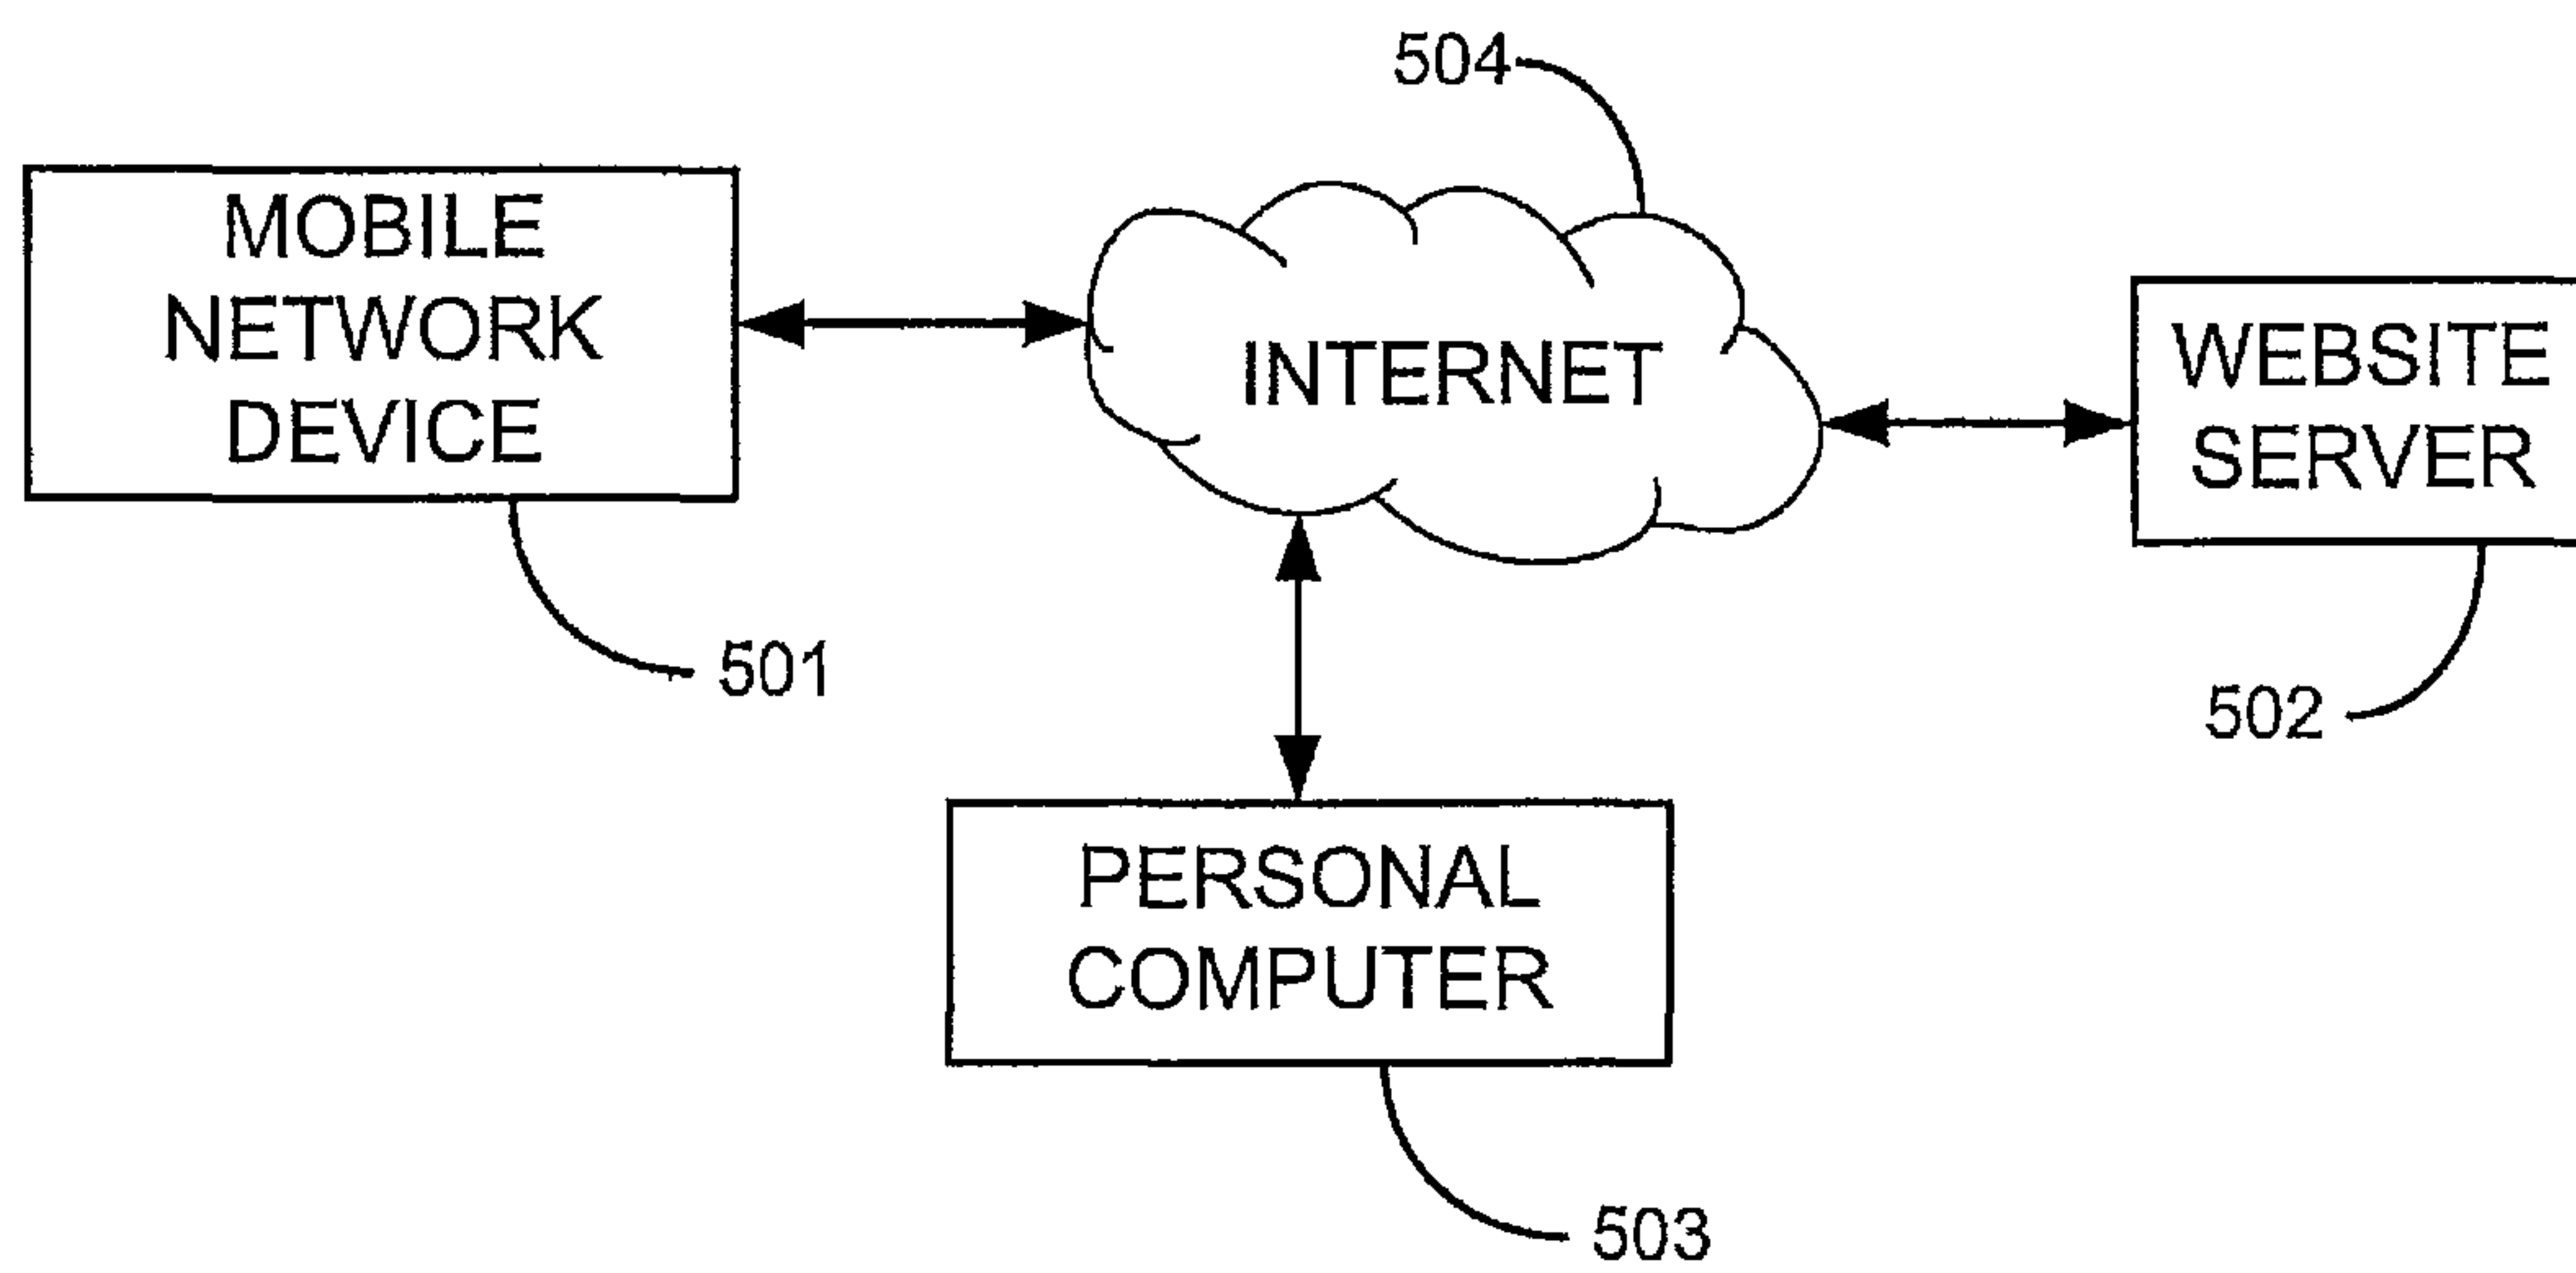 504
MOBILE
NETWORK
DEVICE
INTERNET
WEBSITE
SERVER
501
502
PERSONAL
COMPUTER
503